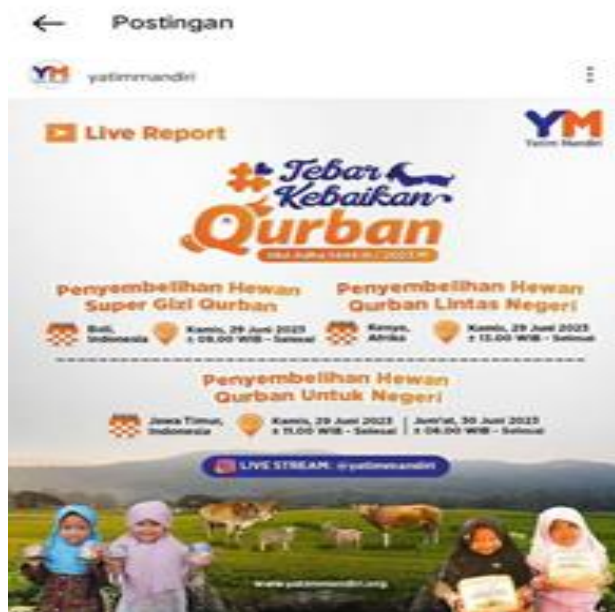 Postingan
YM yatimmandiri
Live Report
YM
Yatim Mandiri
# Tebar
Kebaikan
Qurban
Penyembelihan Hewan
Super Gizi Qurban
Bali,
Indonesia
Kamis, 29 Juni 2023
± 09.00 WIB - Selesai
Penyembelihan Hewan
Qurban Lintas Negeri
Kenya,
Afrika
Kamis, 29 Juni 2023
± 13.00 WIB - Selesai
Penyembelihan Hewan
Qurban Untuk Negeri
Jawa Timur,
Indonesia
Kamis, 29 Juni 2023
± 11.00 WIB - Selesai
Jum'at, 30 Juni 2023
± 08.00 WIB - Selesai
LIVE STREAM: @yatimmandiri
www.yatimmandiri.org